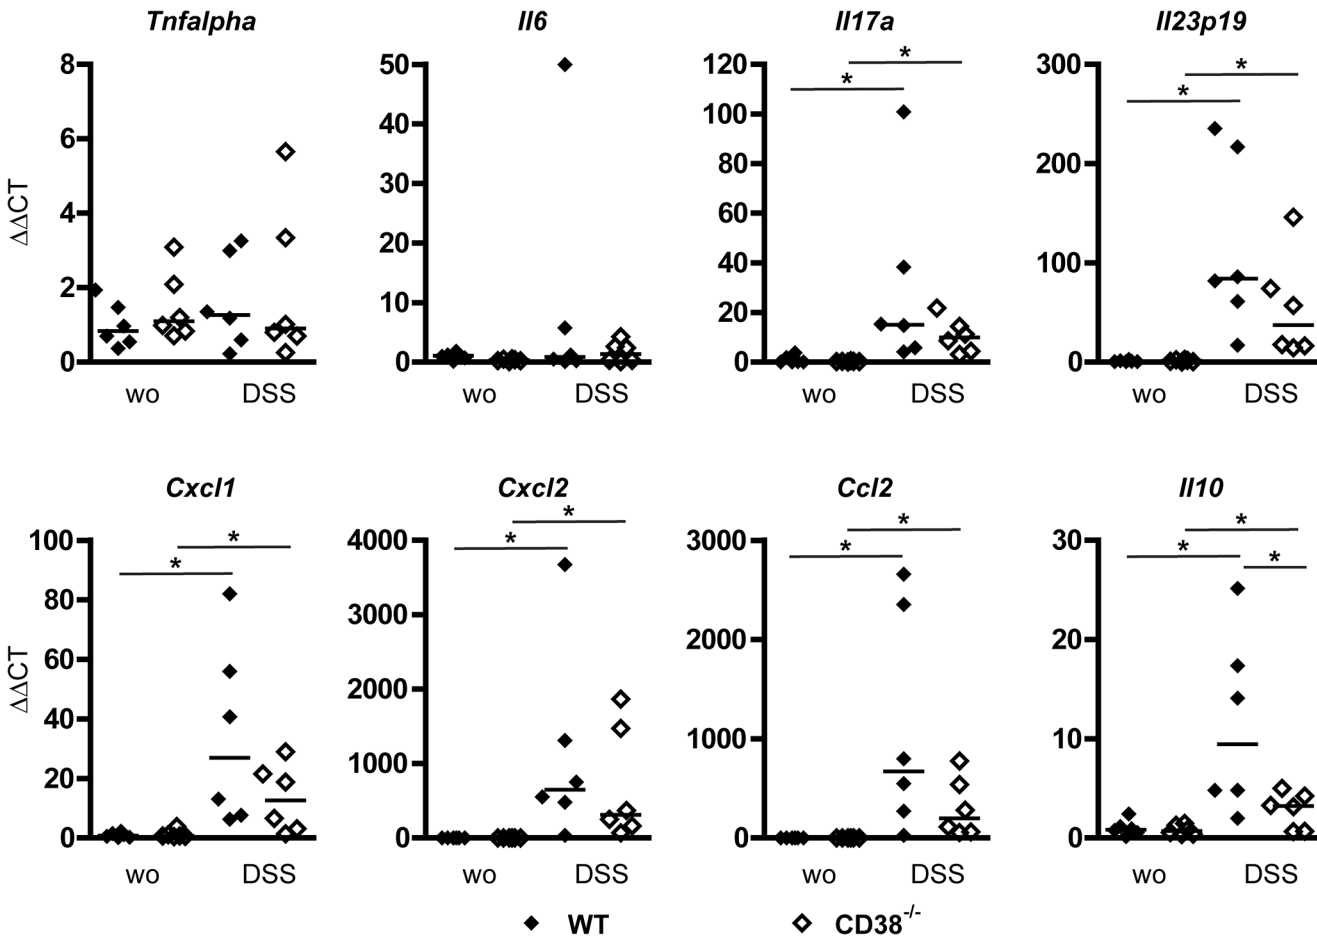 Tnfalpha Il6 Il17a Il23p19
8 50 120 300
100
6 40
80 200
30
ΔΔCT 4 60
20
40 100
2
10 20
0 0 0 0
wo DSS wo DSS wo DSS wo DSS
* * * *
Cxcl1 Cxcl2 Ccl2 Il10
* * * * * * * * *
100 4000 3000 30
80
3000
2000 20
60
ΔΔCT 2000
40
1000 10
1000
20
0 0 0 0
wo DSS wo DSS wo DSS wo DSS
WT CD38-/-